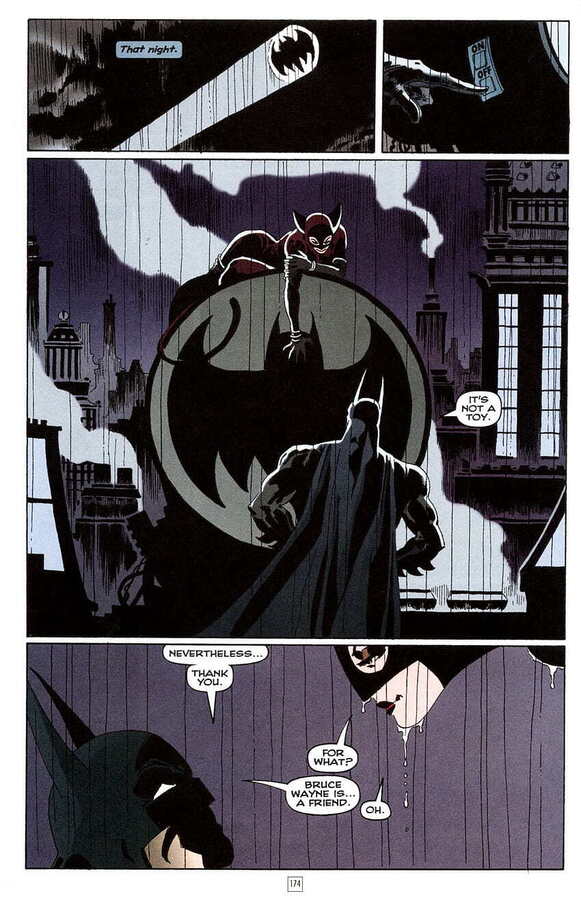 That night.
ON
OFF
IT'S
NOT A
TOY.
NEVERTHELESS...
THANK
YOU.
FOR
WHAT?
BRUCE
WAYNE IS...
A FRIEND.
OH.
174